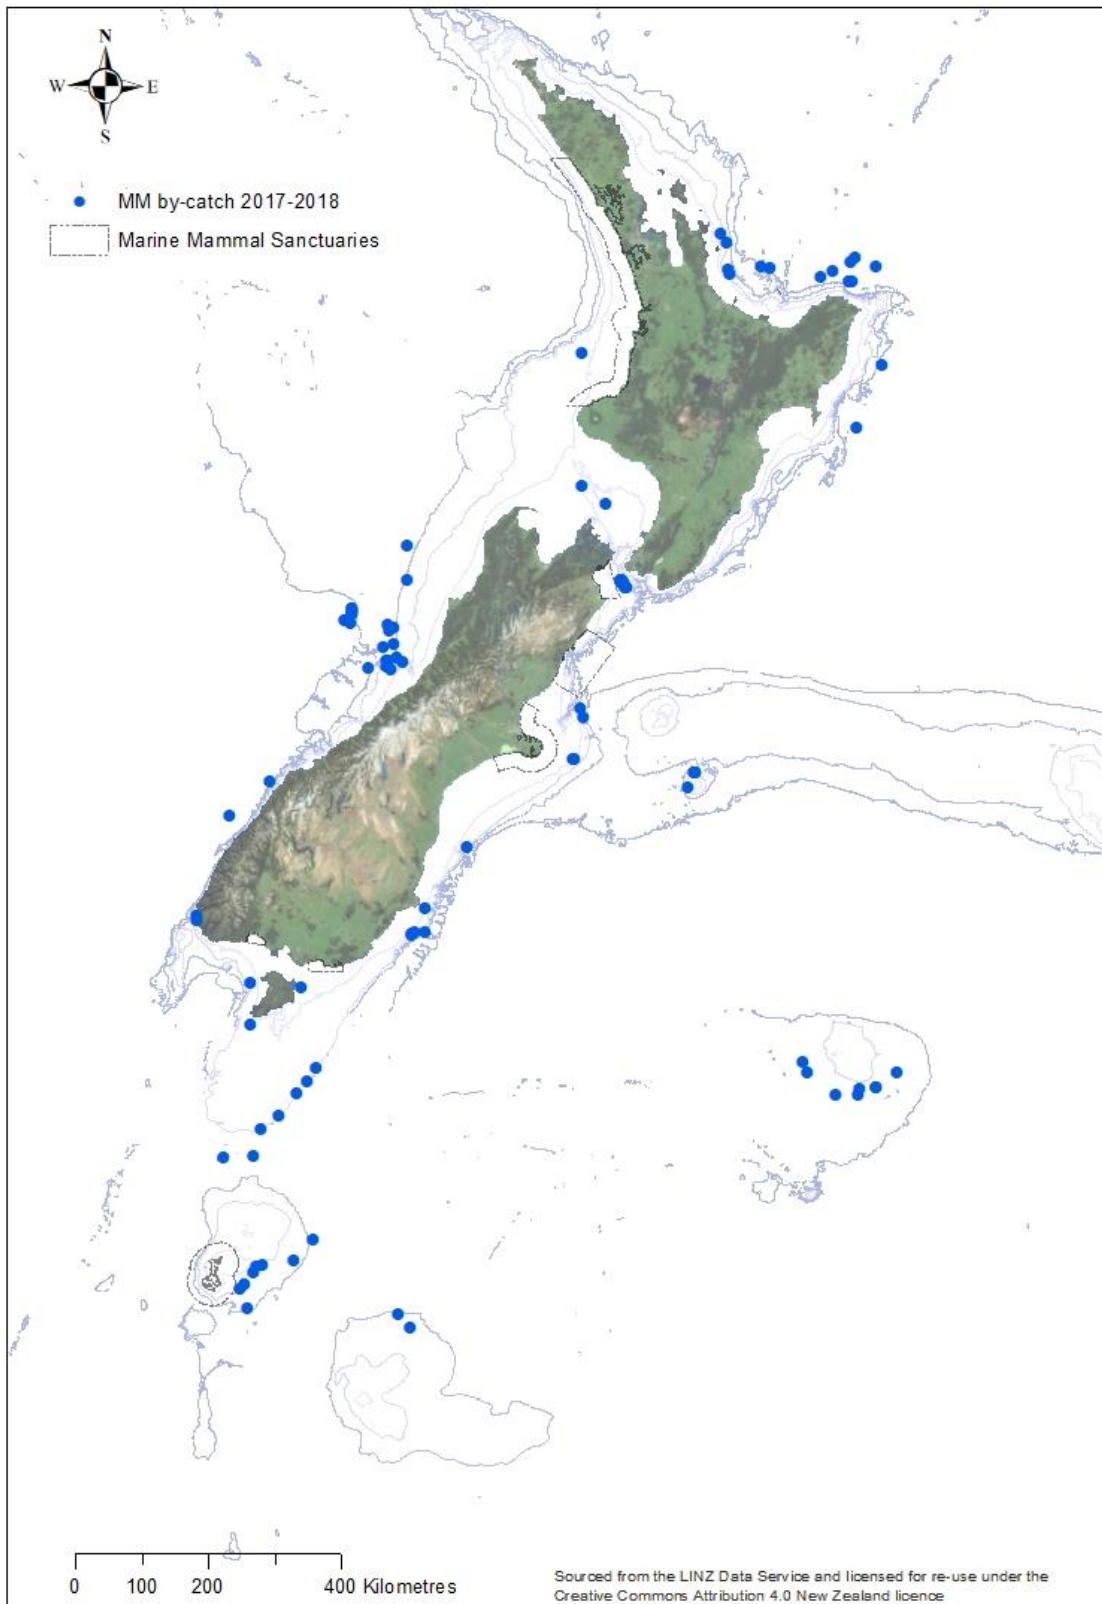 N
W E
S
MM by-catch 2017-2018
Marine Mammal Sanctuaries
0 100 200 400 Kilometres
Sourced from the LINZ Data Service and licensed for re-use under the
Creative Commons Attribution 4.0 New Zealand licence